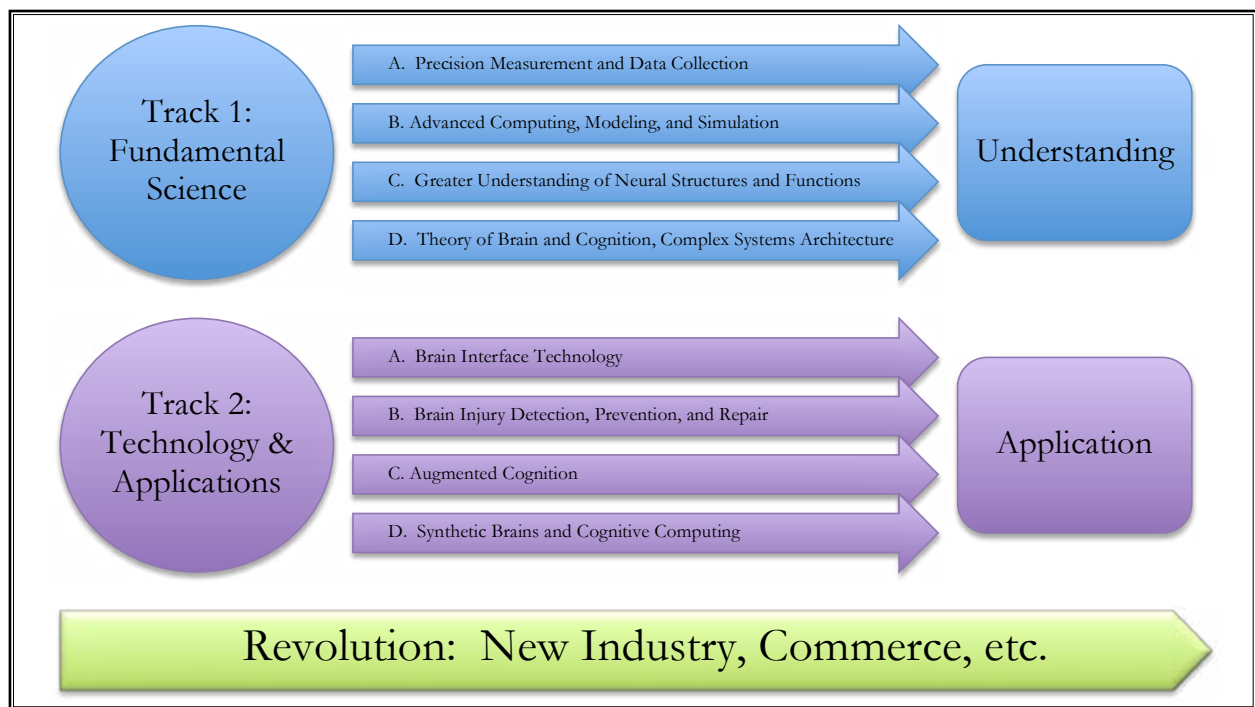 Track 1:
Fundamental
Science
A. Precision Measurement and Data Collection
B. Advanced Computing, Modeling, and Simulation
C. Greater Understanding of Neural Structures and Functions
D. Theory of Brain and Cognition, Complex Systems Architecture
Understanding
Track 2:
Technology &
Applications
A. Brain Interface Technology
B. Brain Injury Detection, Prevention, and Repair
C. Augmented Cognition
D. Synthetic Brains and Cognitive Computing
Application
Revolution: New Industry, Commerce, etc.